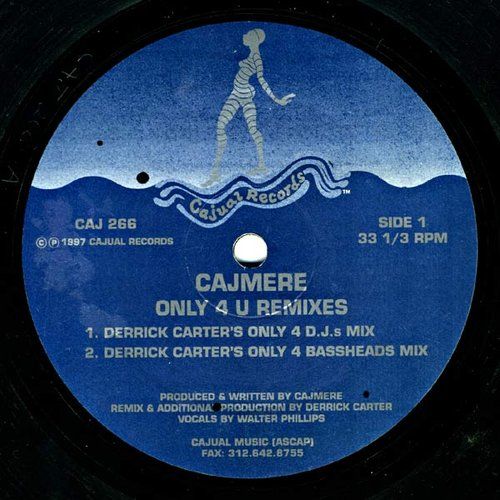 Cajual Records
TM
CAJ 266
SIDE 1
© ℗ 1997 CAJUAL RECORDS
33 1/3 RPM
CAJMERE
ONLY 4 U REMIXES
1. DERRICK CARTER'S ONLY 4 D.J.s MIX
2. DERRICK CARTER'S ONLY 4 BASSHEADS MIX
PRODUCED & WRITTEN BY CAJMERE
REMIX & ADDITIONAL PRODUCTION BY DERRICK CARTER
VOCALS BY WALTER PHILLIPS
CAJUAL MUSIC (ASCAP)
FAX: 312.642.8755